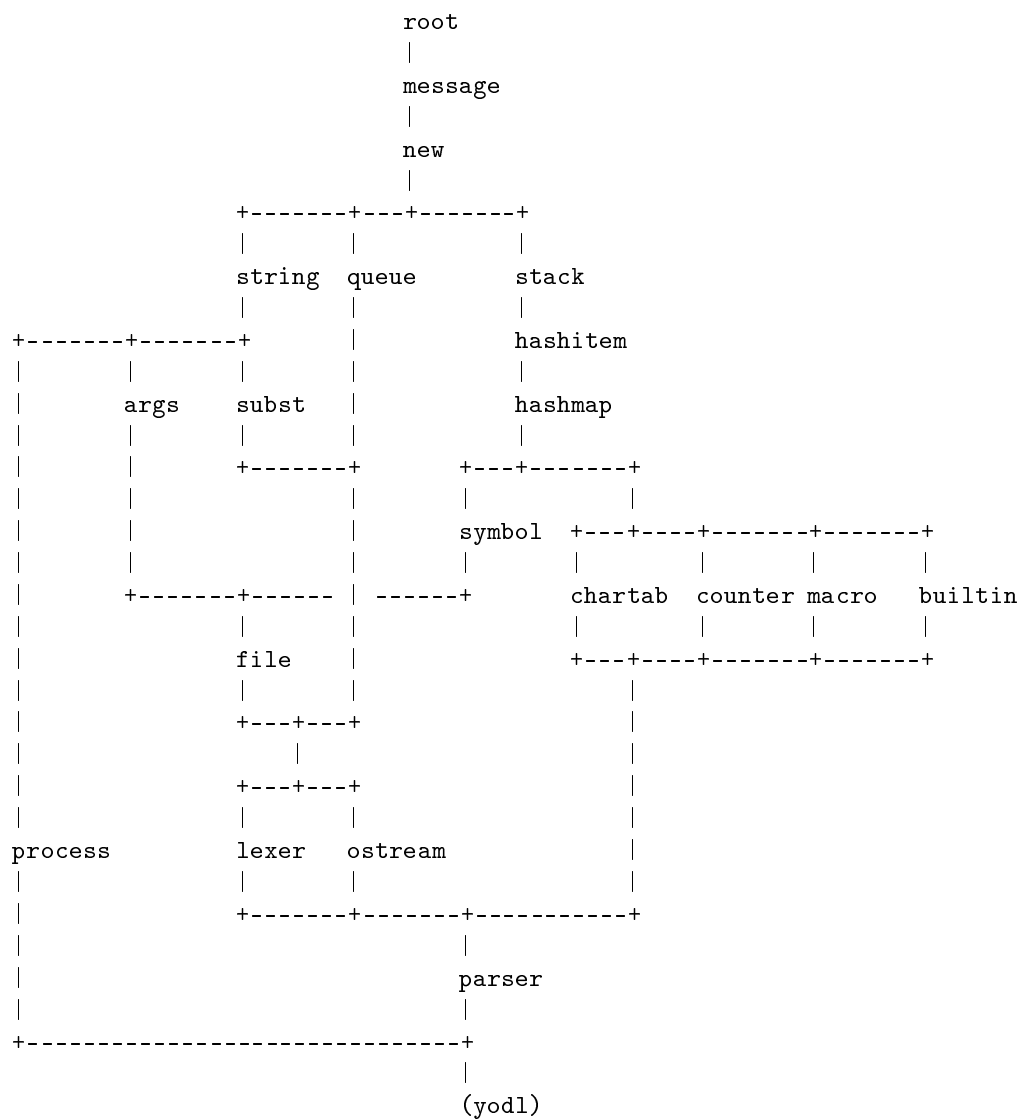 root
|
message
|
new
|
+-------+---+-------+
| | |
string queue stack
| | |
+-------+-------+ | hashitem
| | | | |
| args subst | hashmap
| | | | |
| | +-------+ +---+-------+
| | | | |
| | | symbol +---+----+-------+-------+
| | | | | | | |
| +-------+------ | ------+ chartab counter macro builtin
| | | | | | |
| file | +---+----+-------+-------+
| | | |
| +---+---+ |
| | |
| +---+---+ |
| | | |
process lexer ostream |
| | | |
| +-------+-------+-----------+
| |
| parser
| |
+-------------------------------+
|
(yodl)